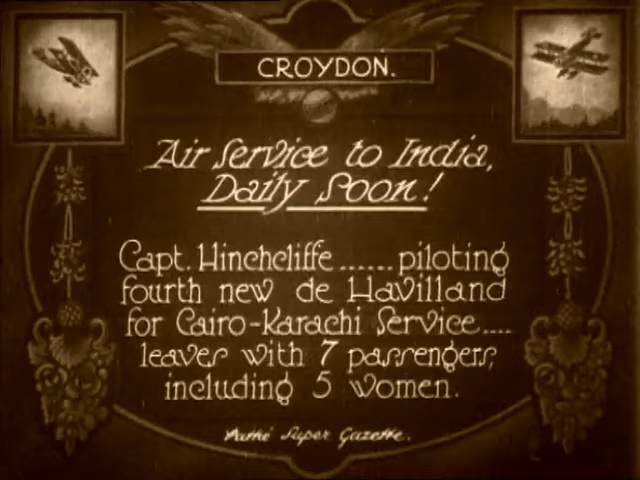 CROYDON.
Air Service to India,
Daily Soon!
Capt. Hinchcliffe ...... piloting
fourth new de Havilland
for Cairo-Karachi Service....
leaves with 7 passengers,
including 5 women.
Pathé Super Gazette.